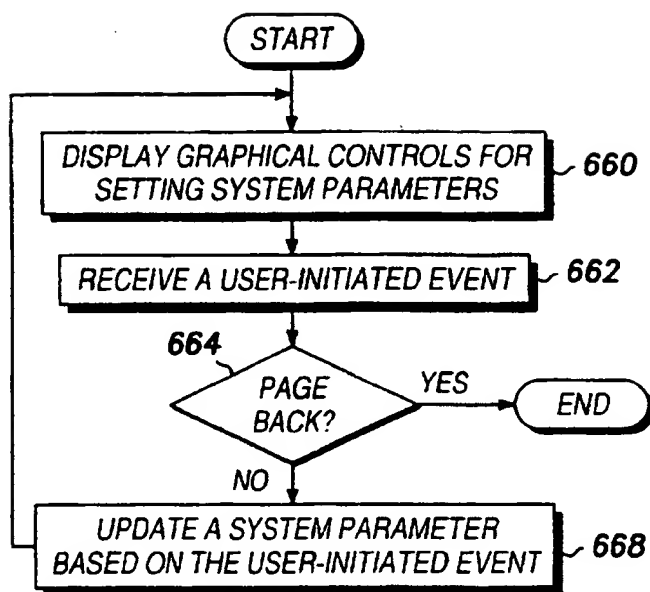 START
DISPLAY GRAPHICAL CONTROLS FOR
SETTING SYSTEM PARAMETERS
660
RECEIVE A USER-INITIATED EVENT
662
664
PAGE
BACK?
YES
END
NO
UPDATE A SYSTEM PARAMETER
BASED ON THE USER-INITIATED EVENT
668